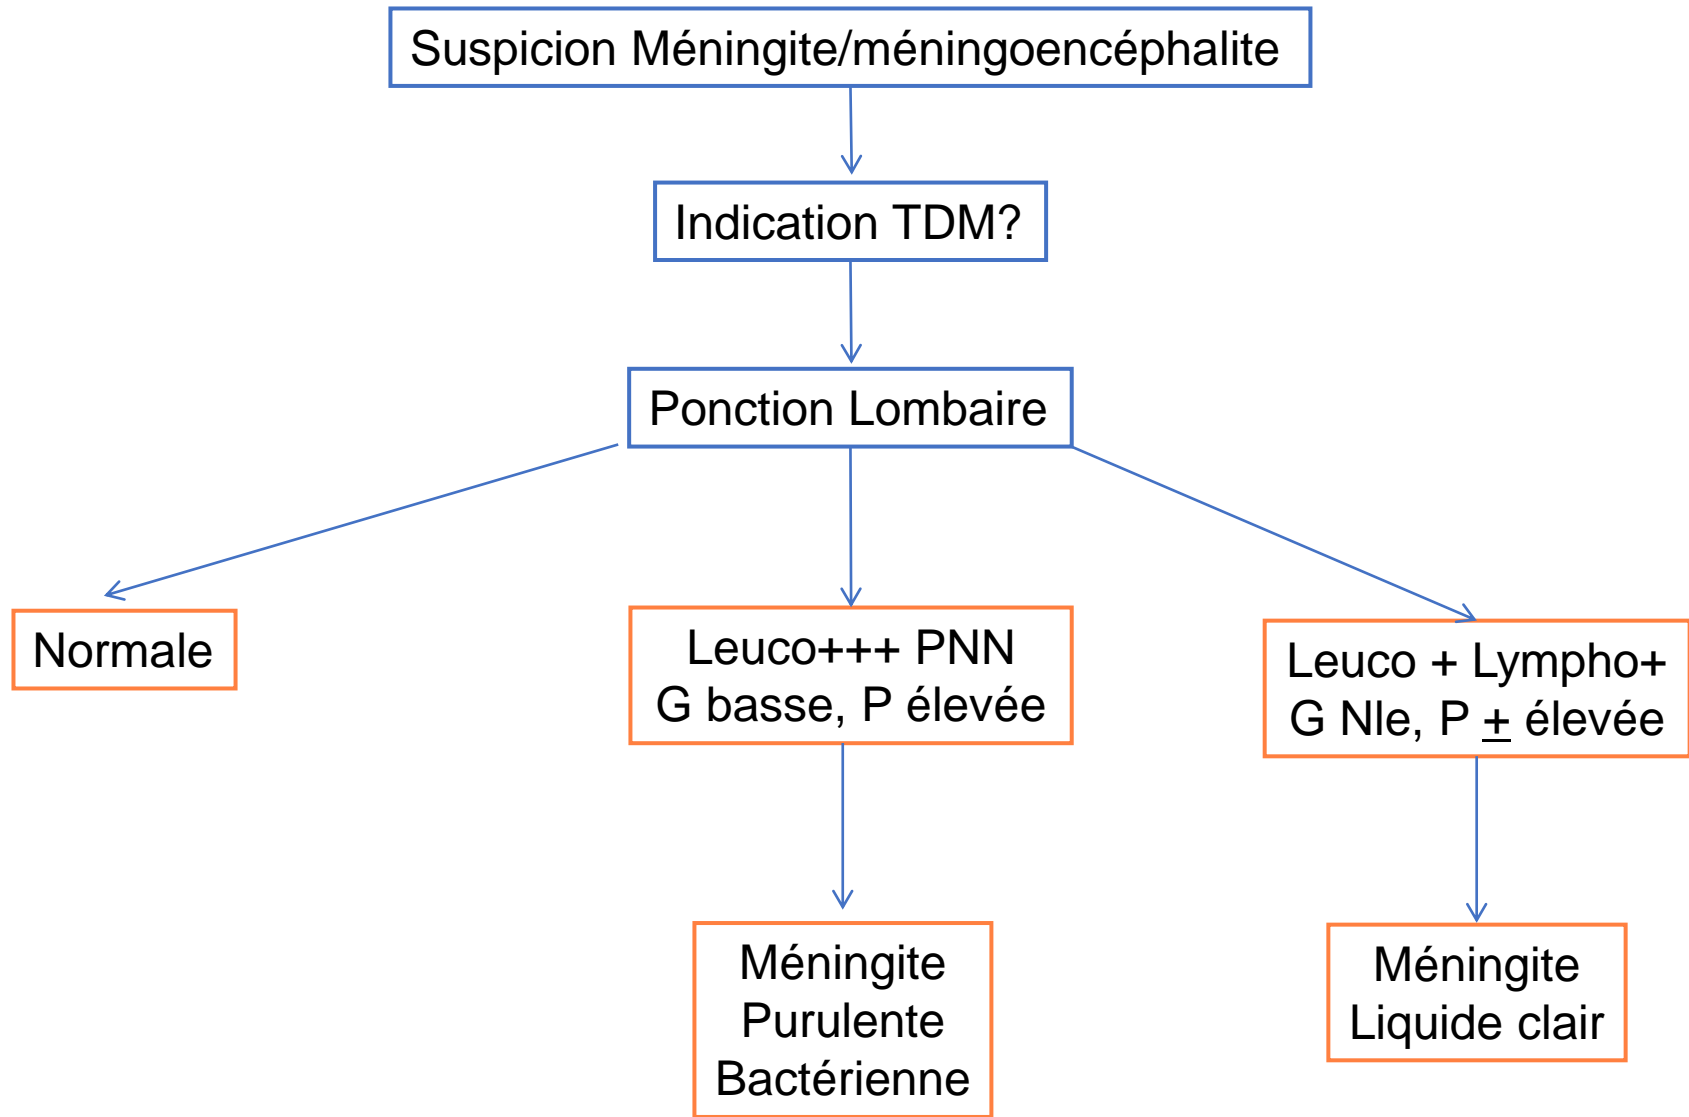 Suspicion Méningite/méningoencéphalite
Indication TDM?
Ponction Lombaire
Normale
Leuco+++ PNN
G basse, P élevée
Leuco + Lympho+
G Nle, P + élevée
Méningite
Purulente
Bactérienne
Méningite
Liquide clair